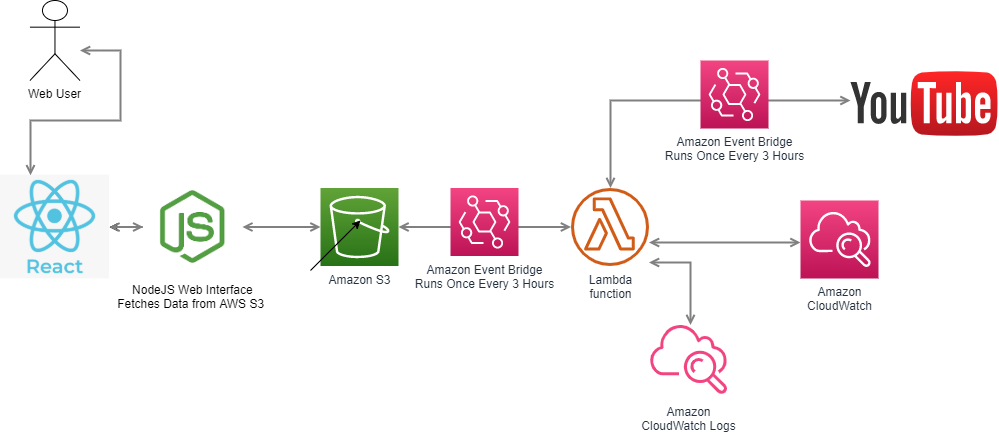 Web User
React
JS
NodeJS Web Interface
Fetches Data from AWS S3
Amazon S3
Amazon Event Bridge
Runs Once Every 3 Hours
Lambda
function
Amazon Event Bridge
Runs Once Every 3 Hours
YouTube
Amazon
CloudWatch
Amazon
CloudWatch Logs